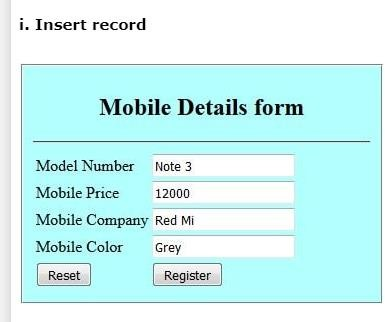 i. Insert record
Mobile Details form
Model Number Note 3
Mobile Price 12000
Mobile Company Red Mi
Mobile Color Grey
Reset Register